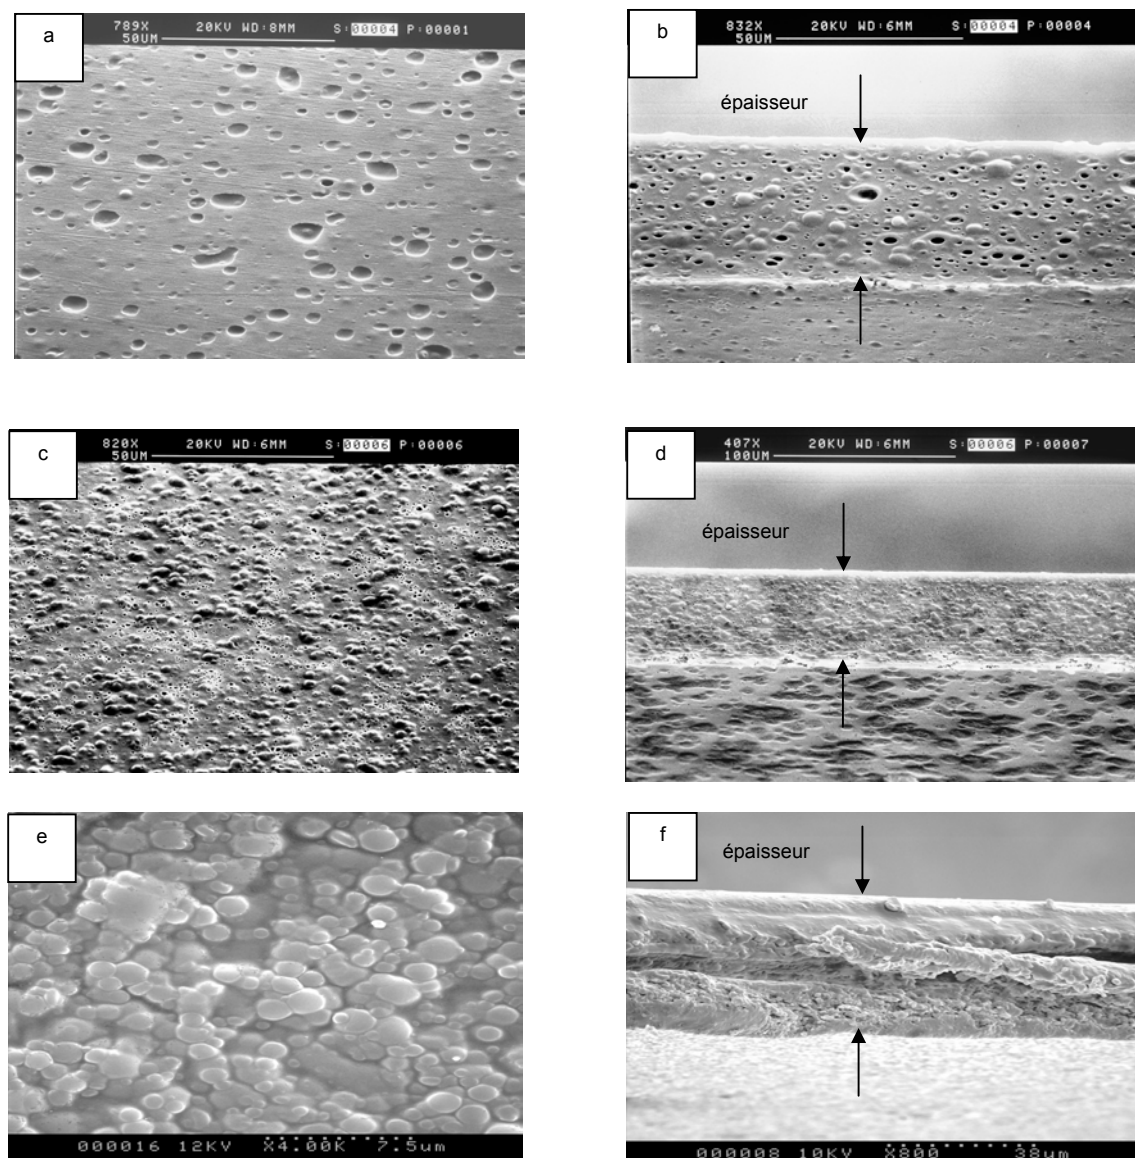 a
789X 20KV WD:8MM S:00004 P:00001
50UM
b
832X 20KV WD:6MM S:00004 P:00004
50UM
épaisseur
c
820X 20KV WD:6MM S:00006 P:00006
50UM
d
407X 20KV WD:6MM S:00006 P:00007
100UM
épaisseur
e
000016 12KV X4.00K 7.5um
f
épaisseur
000008 10KV X800 38um